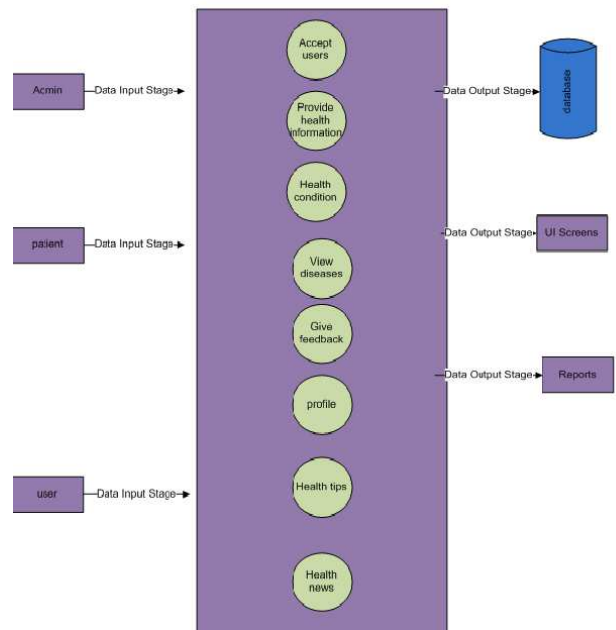 Accept
users
Acmin
Data Input Stage
Data Output Stage
database
Provide
health
information
Health
condition
patient
Data Input Stage
Data Output Stage
UI Screens
View
diseases
Give
feedback
Data Output Stage
Reports
profile
user
Data Input Stage
Health tips
Health
news